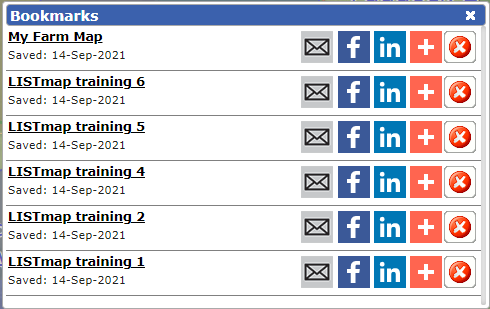 Bookmarks
My Farm Map
Saved: 14-Sep-2021
LISTmap training 6
Saved: 14-Sep-2021
LISTmap training 5
Saved: 14-Sep-2021
LISTmap training 4
Saved: 14-Sep-2021
LISTmap training 2
Saved: 14-Sep-2021
LISTmap training 1
Saved: 14-Sep-2021